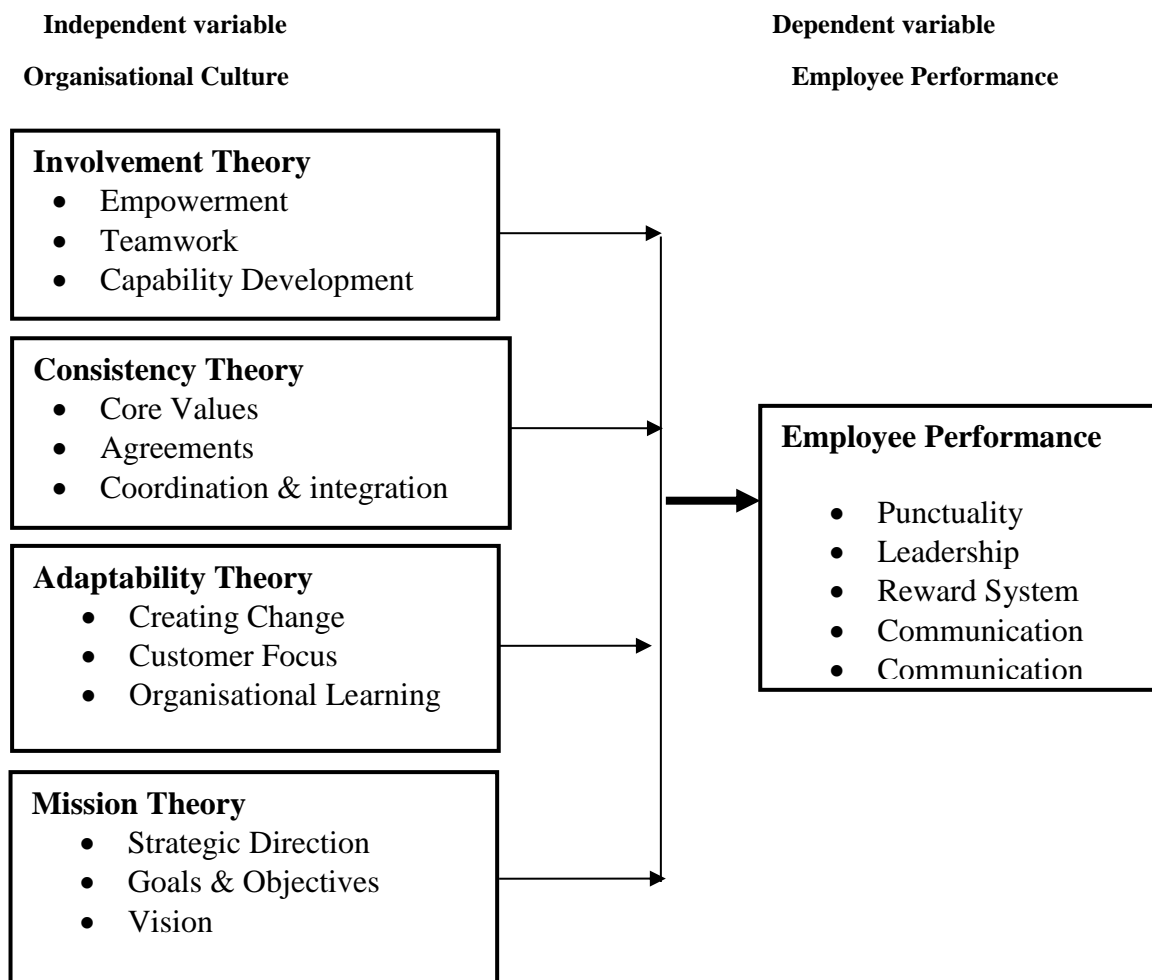 Independent variable
Dependent variable
Organisational Culture
Employee Performance
Involvement Theory
• Empowerment
• Teamwork
• Capability Development
Consistency Theory
• Core Values
• Agreements
• Coordination & integration
Adaptability Theory
• Creating Change
• Customer Focus
• Organisational Learning
Mission Theory
• Strategic Direction
• Goals & Objectives
• Vision
Employee Performance
• Punctuality
• Leadership
• Reward System
• Communication
• Communication